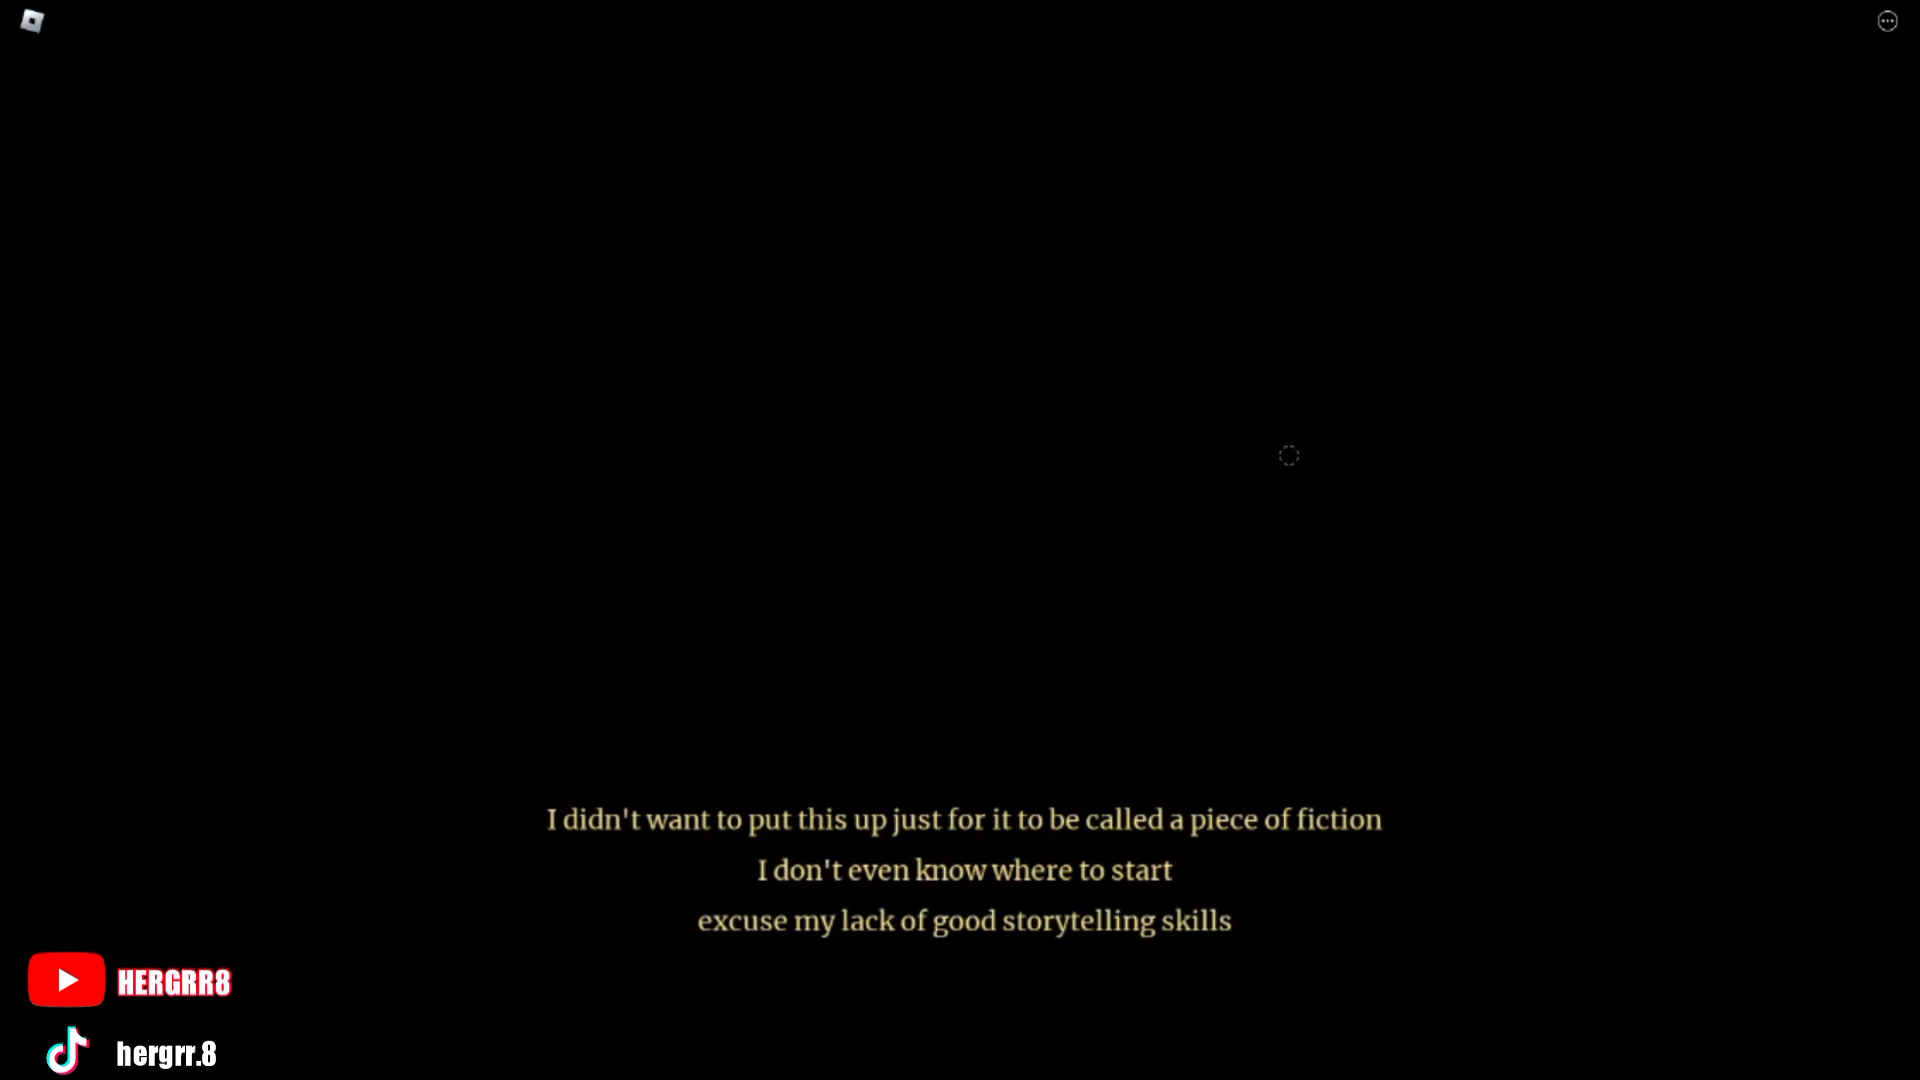 I didn't want to put this up just for it to be called a piece of fiction
I don't even know where to start
excuse my lack of good storytelling skills
HERGRR8
hergrr.8